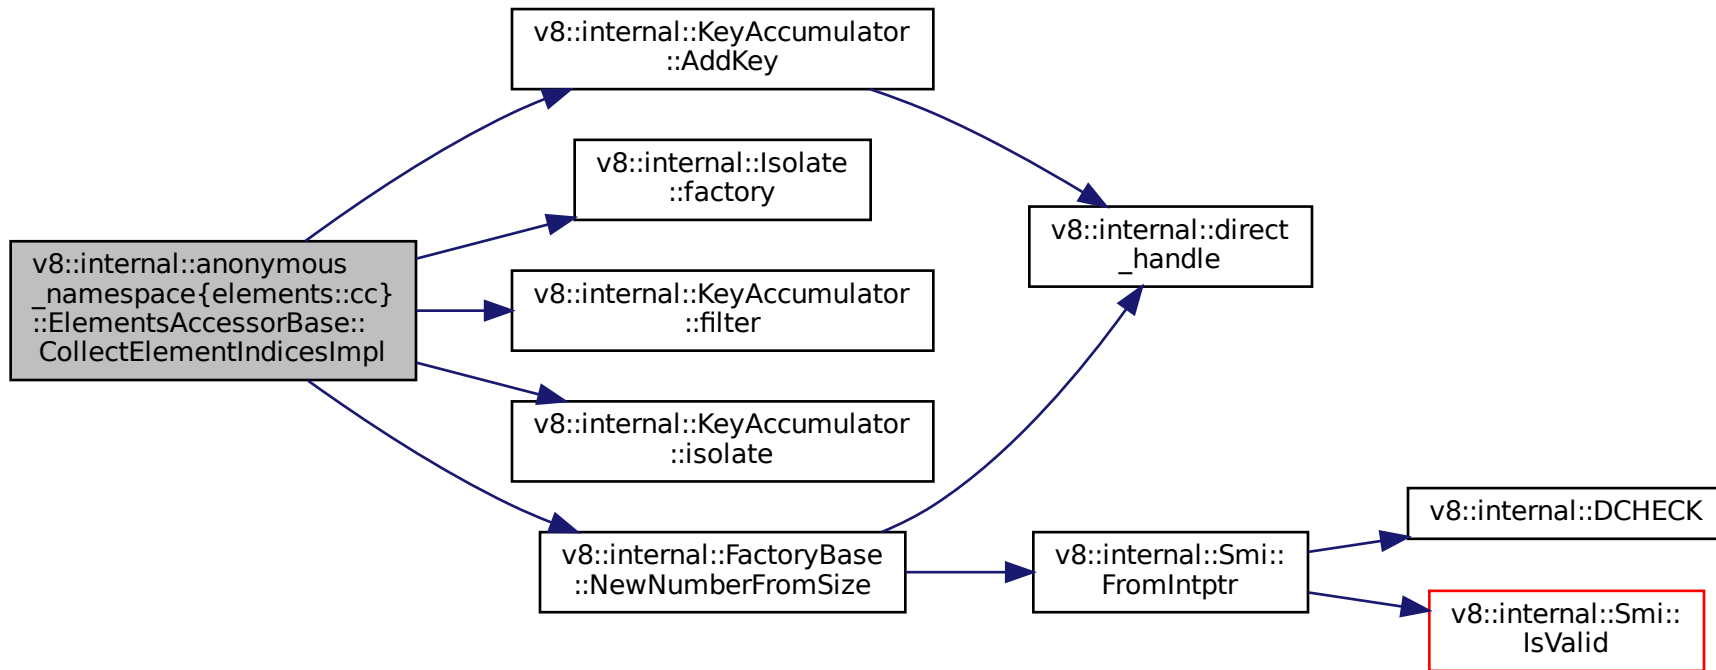 v8::internal::anonymous
_namespace{elements::cc}
::ElementsAccessorBase::
CollectElementIndicesImpl
v8::internal::KeyAccumulator
::AddKey
v8::internal::Isolate
::factory
v8::internal::KeyAccumulator
::filter
v8::internal::KeyAccumulator
::isolate
v8::internal::FactoryBase
::NewNumberFromSize
v8::internal::direct
_handle
v8::internal::Smi::
FromIntptr
v8::internal::DCHECK
v8::internal::Smi::
IsValid